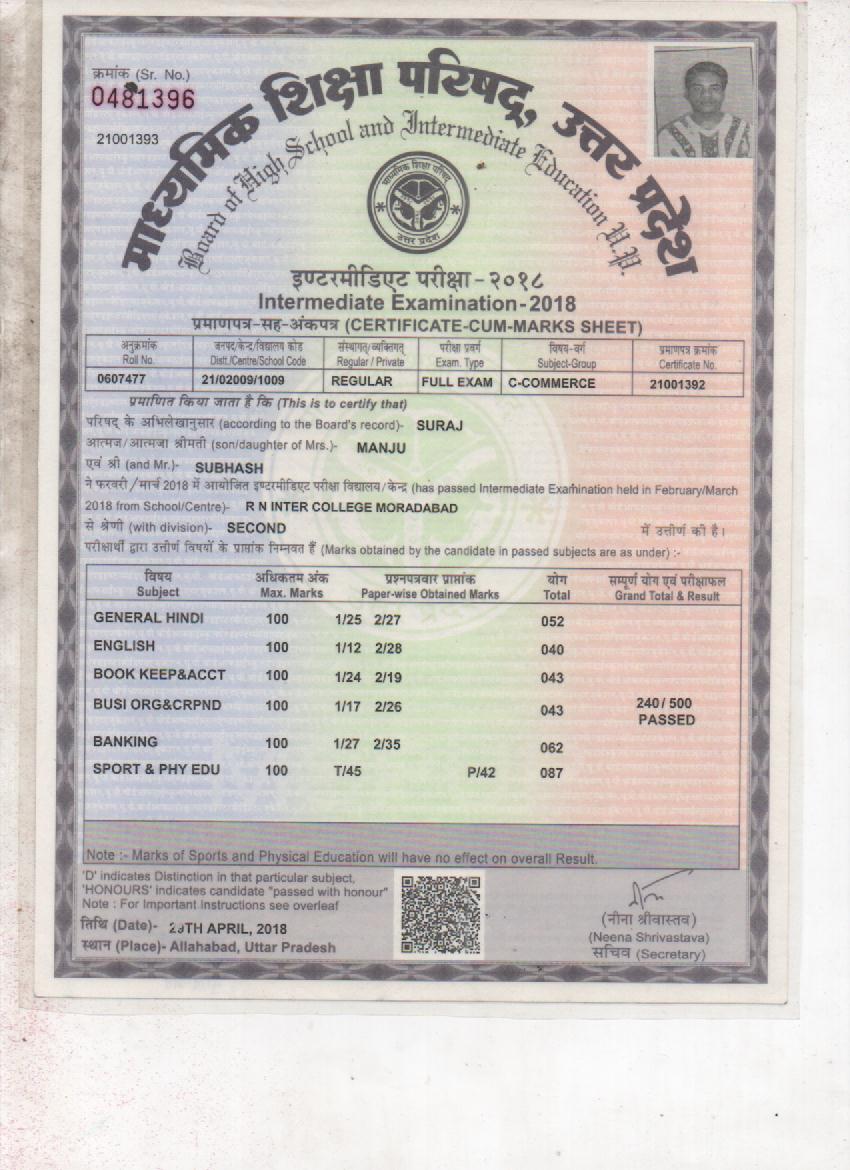 क्रमांक (Sr. No.)
0481396
21001393
माध्यमिक शिक्षा परिषद्, उत्तर प्रदेश
Board of High School and Intermediate Education U.P.
माध्यमिक शिक्षा परिषद्
उत्तर प्रदेश
इण्टरमीडिएट परीक्षा - २०१८
Intermediate Examination-2018
प्रमाणपत्र-सह-अंकपत्र (CERTIFICATE-CUM-MARKS SHEET)
अनुक्रमांक जनपद/केन्द्र/विद्यालय कोड संस्थागत/व्यक्तिगत परीक्षा प्रवर्ग विषय-वर्ग प्रमाणपत्र क्रमांक
Roll No. Distt./Centre/School Code Regular / Private Exam. Type Subject-Group Certificate No.
0607477 21/02009/1009 REGULAR FULL EXAM C-COMMERCE 21001392
प्रमाणित किया जाता है कि (This is to certify that)
परिषद् के अभिलेखानुसार (according to the Board's record)- SURAJ
आत्मज/आत्मजा श्रीमती (son/daughter of Mrs.)- MANJU
एवं श्री (and Mr.)- SUBHASH
ने फरवरी/मार्च 2018 में आयोजित इण्टरमीडिएट परीक्षा विद्यालय/केन्द्र (has passed Intermediate Examination held in February/March
2018 from School/Centre)- R N INTER COLLEGE MORADABAD
से श्रेणी (with division)- SECOND में उत्तीर्ण की है।
परीक्षार्थी द्वारा उत्तीर्ण विषयों के प्राप्तांक निम्नवत हैं (Marks obtained by the candidate in passed subjects are as under) :-
विषय अधिकतम अंक प्रश्नपत्रवार प्राप्तांक योग सम्पूर्ण योग एवं परीक्षाफल
Subject Max. Marks Paper-wise Obtained Marks Total Grand Total & Result
GENERAL HINDI 100 1/25 2/27 052
ENGLISH 100 1/12 2/28 040
BOOK KEEP&ACCT 100 1/24 2/19 043
BUSI ORG&CRPND 100 1/17 2/26 043 240/ 500
PASSED
BANKING 100 1/27 2/35 062
SPORT & PHY EDU 100 T/45 P/42 087
Note :- Marks of Sports and Physical Education will have no effect on overall Result.
'D' indicates Distinction in that particular subject,
'HONOURS' indicates candidate "passed with honour"
Note : For Important Instructions see overleaf
तिथि (Date)- 29TH APRIL, 2018
स्थान (Place)- Allahabad, Uttar Pradesh
(नीना श्रीवास्तव)
(Neena Shrivastava)
सचिव (Secretary)